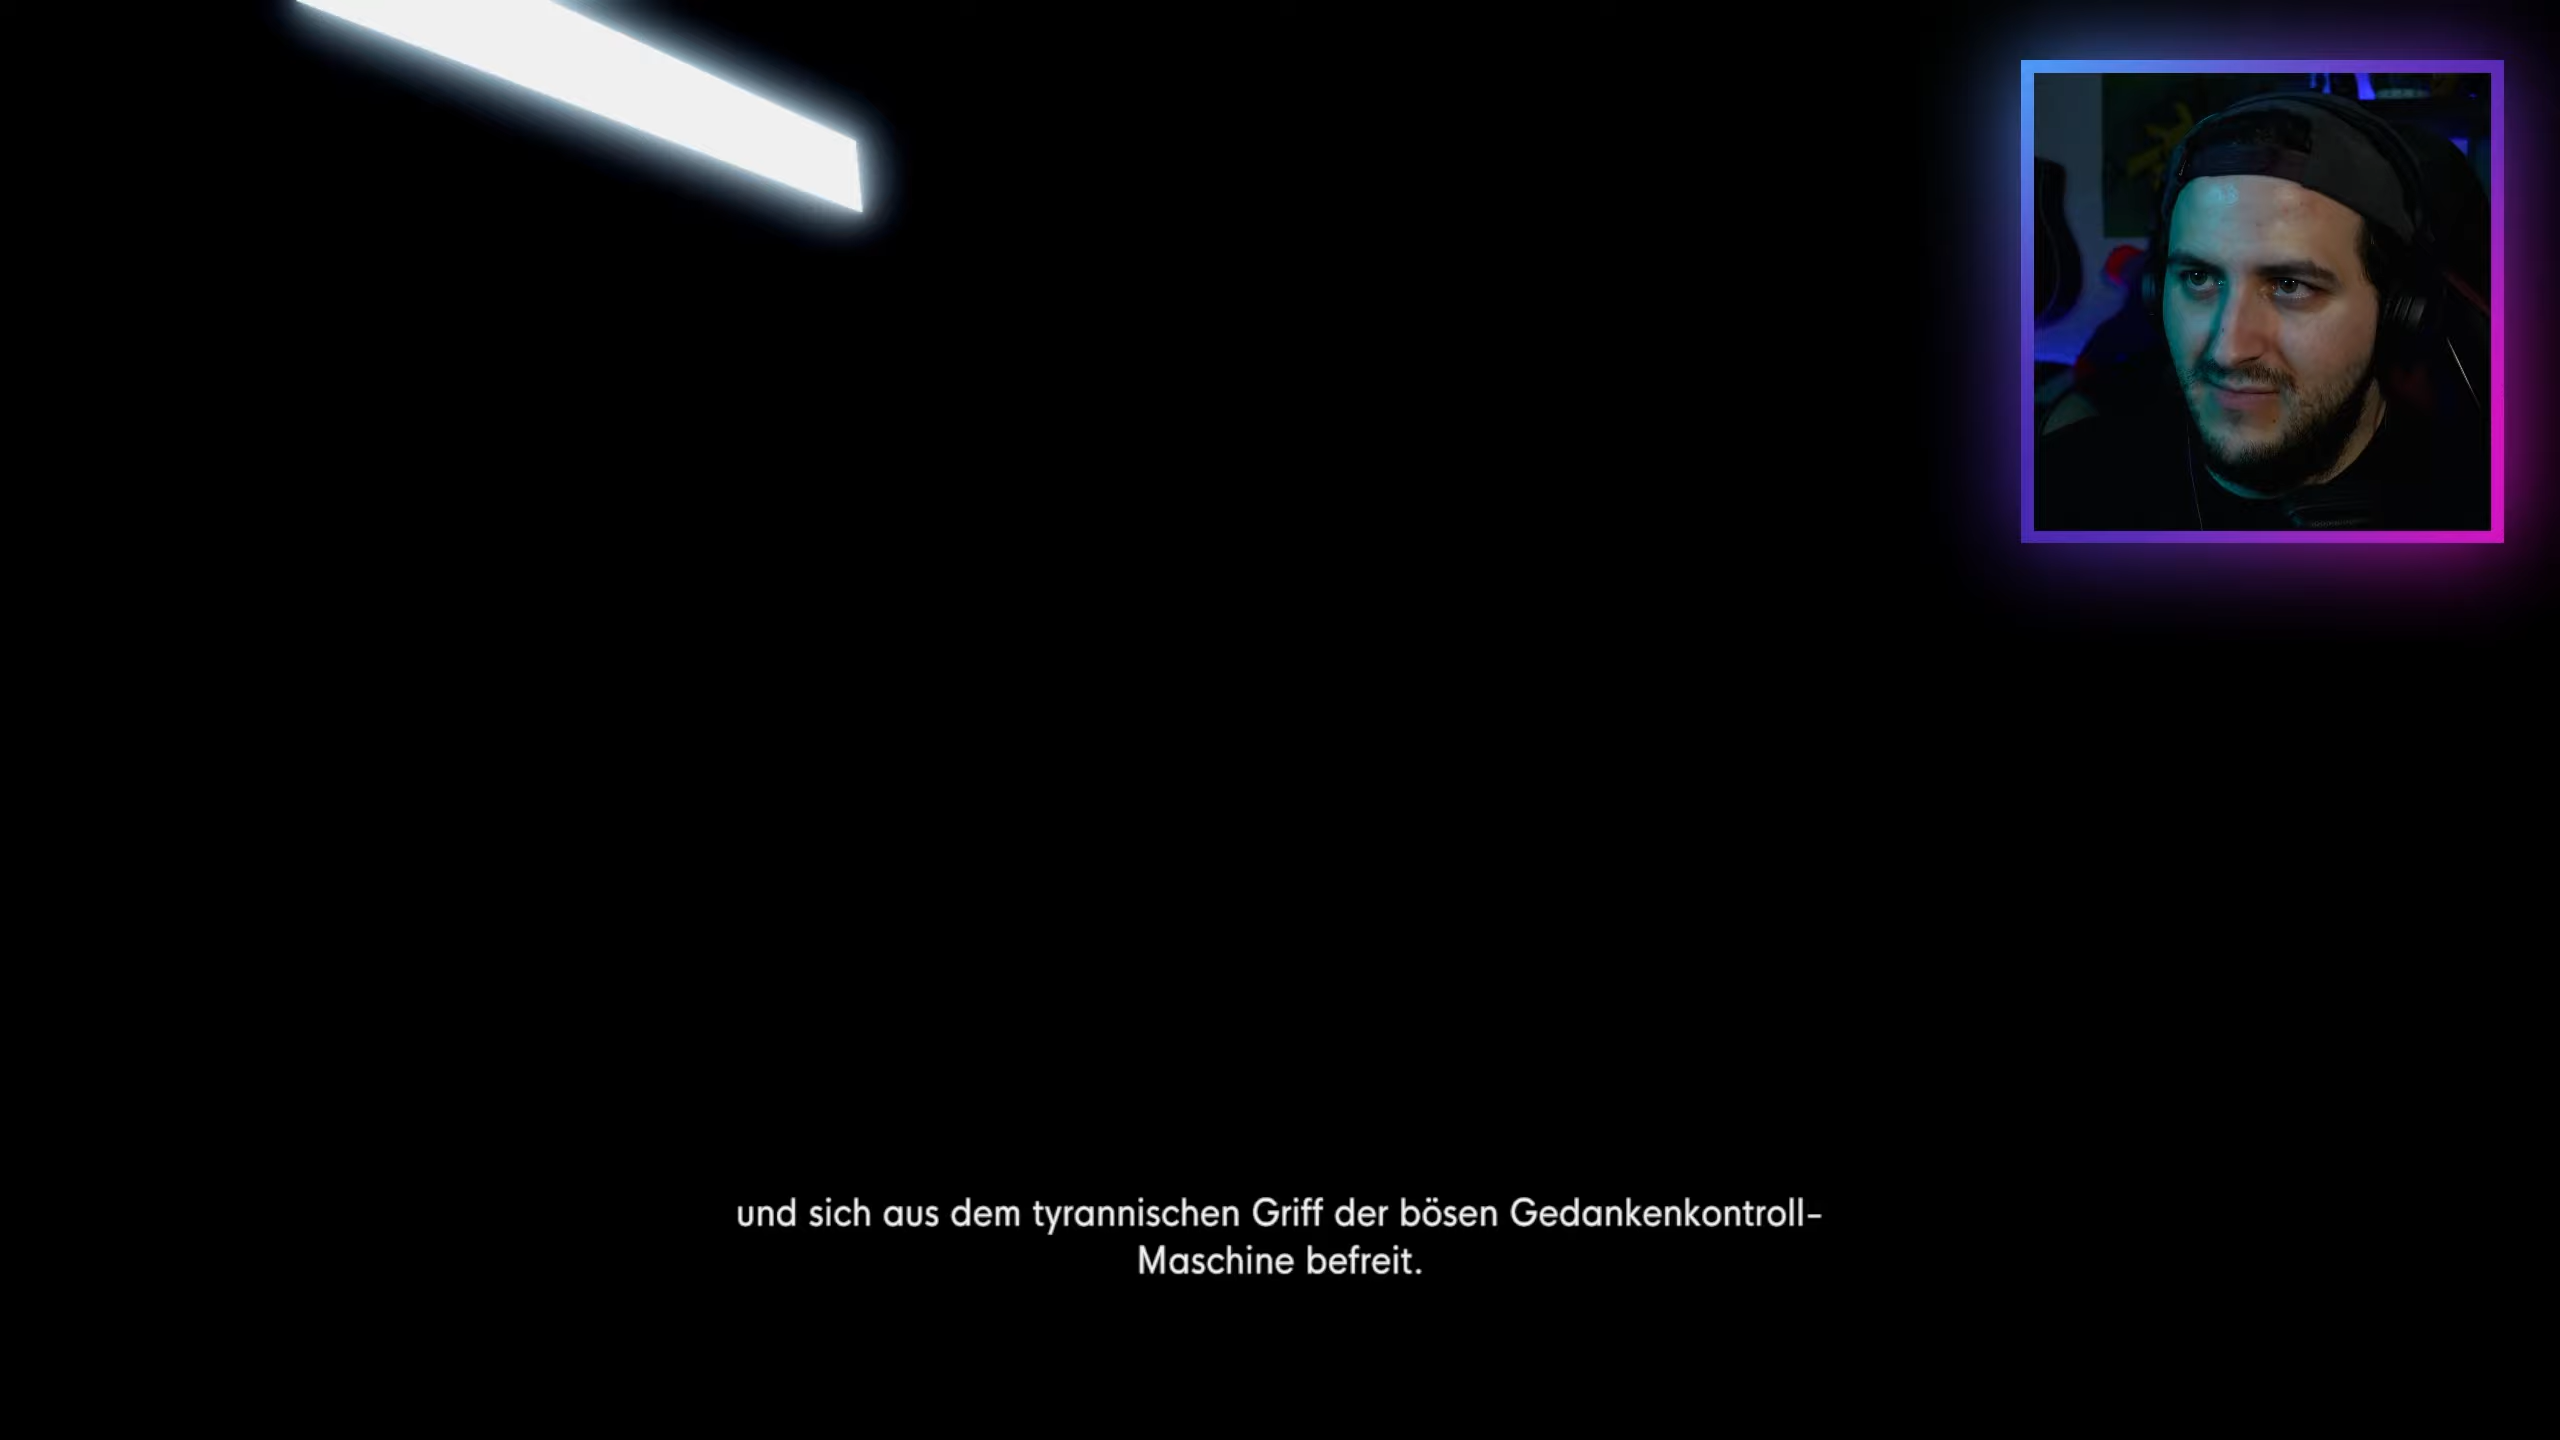 und sich aus dem tyrannischen Griff der bösen Gedankenkontroll-
Maschine befreit.